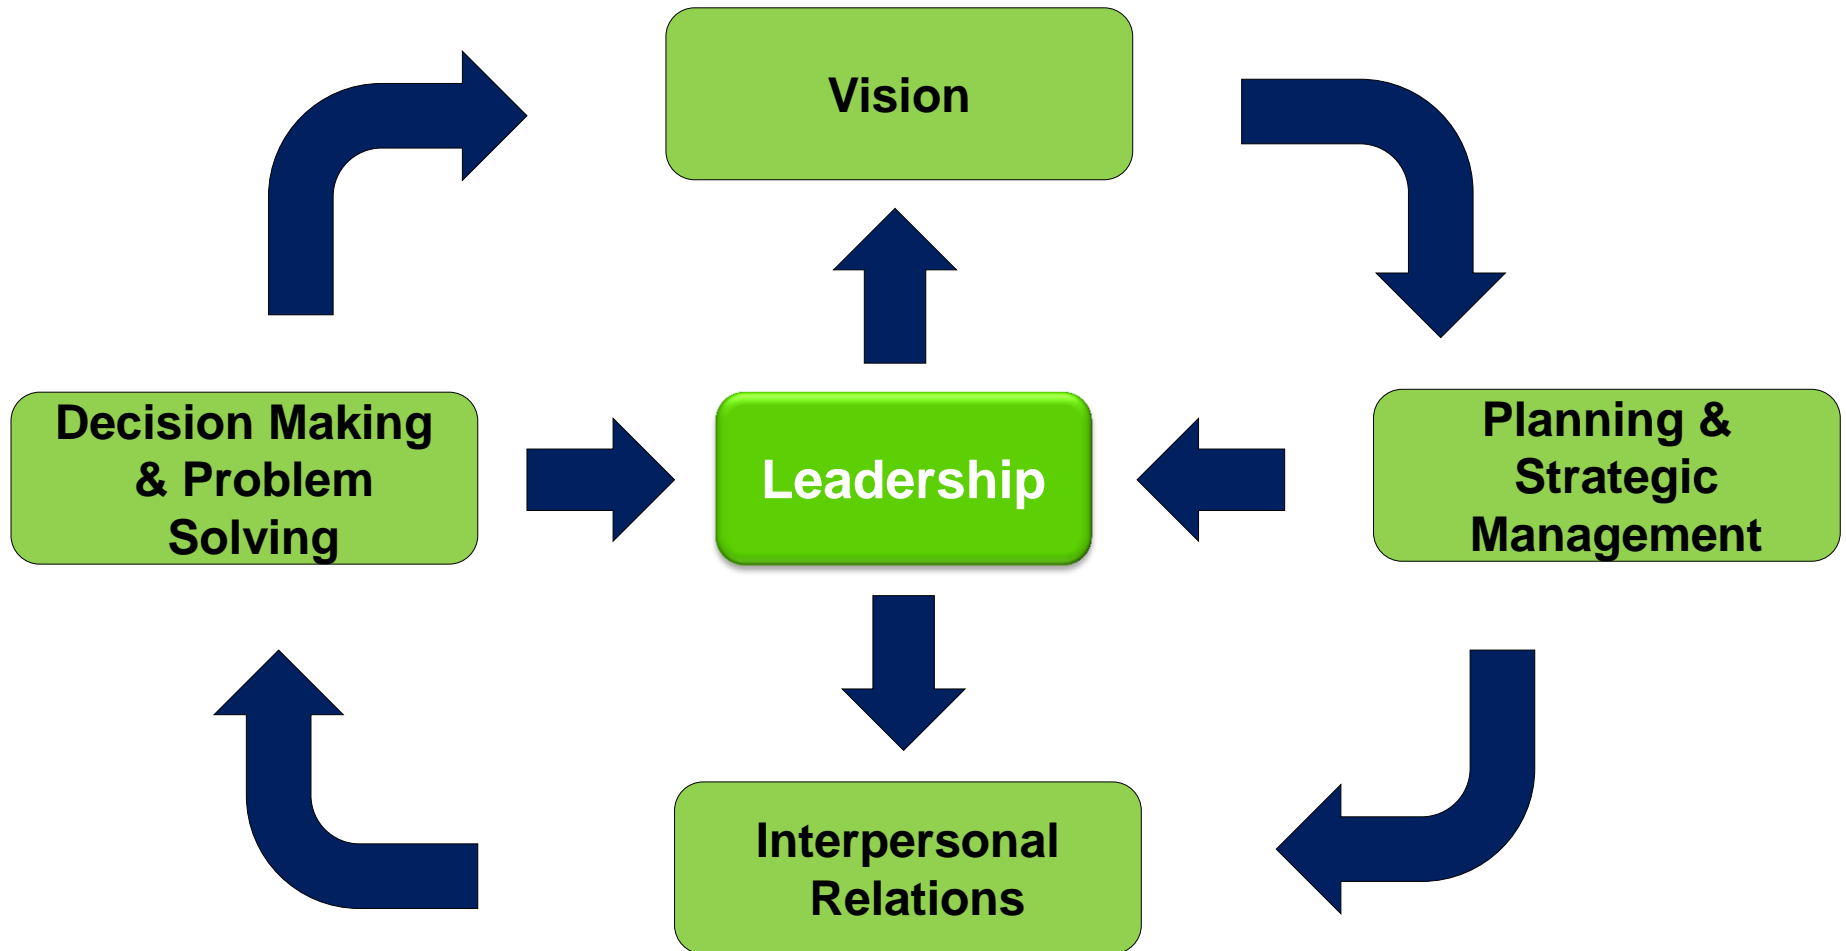 Vision
Decision Making
& Problem
Solving
Leadership
Planning &
Strategic
Management
Interpersonal
Relations